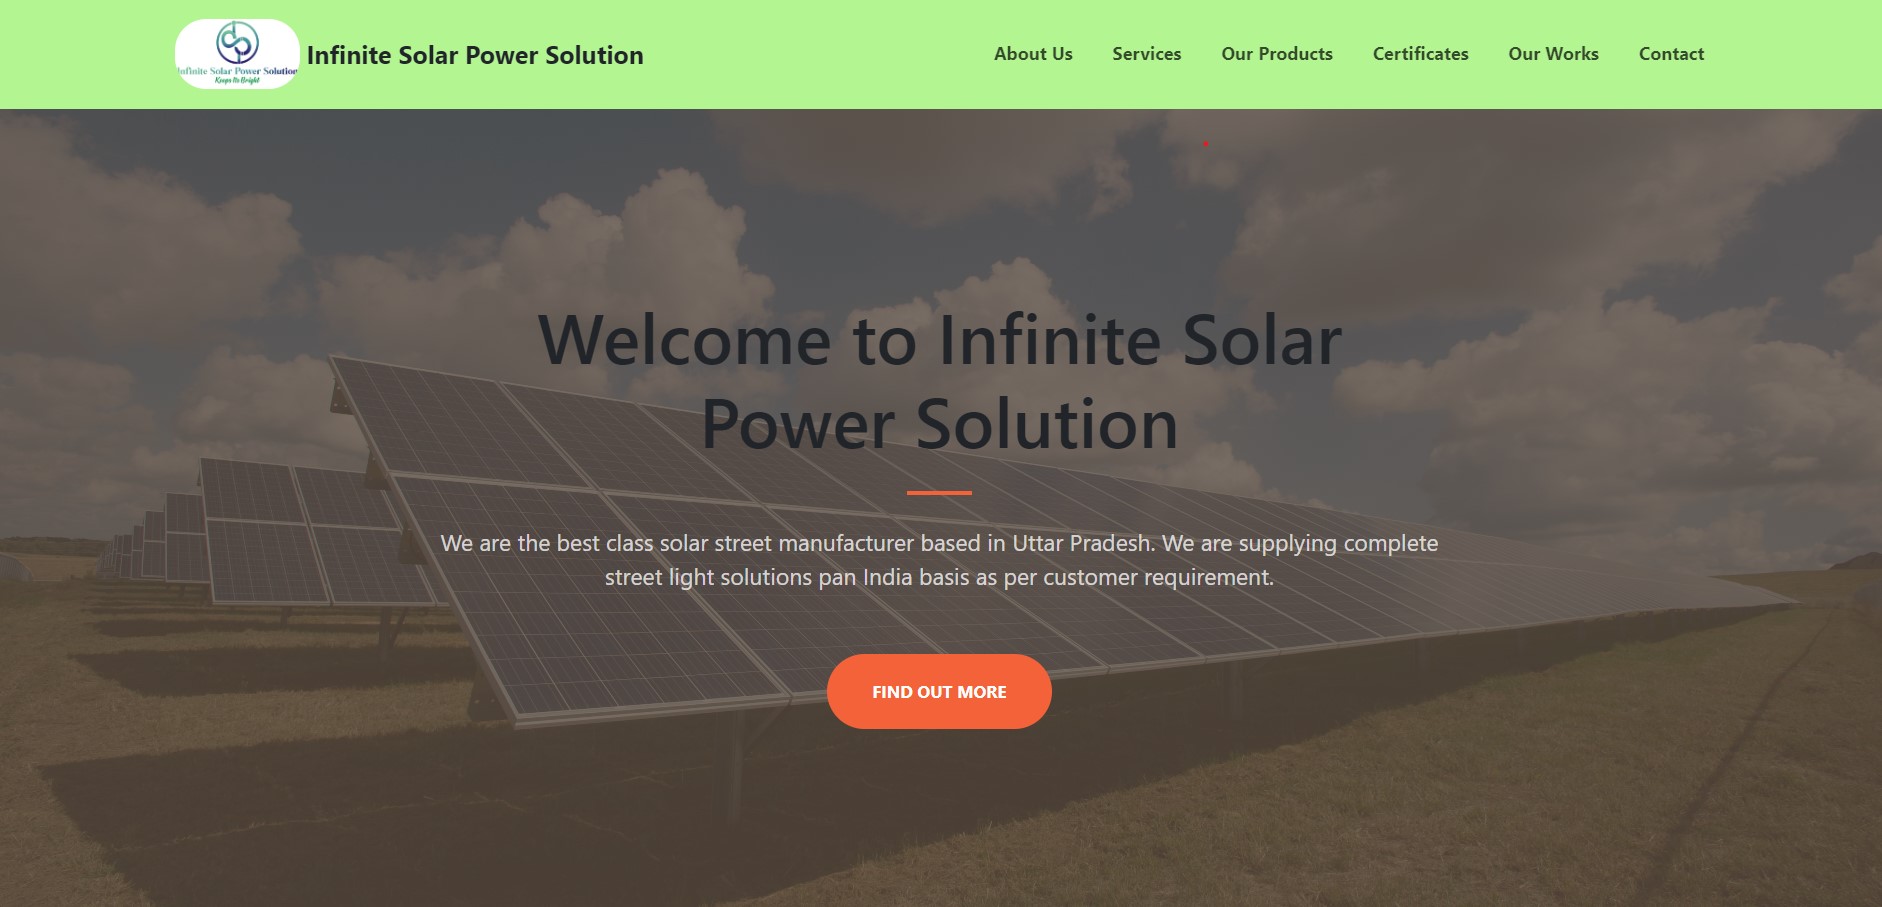 Infinite Solar Power Solution
Keeps Its Bright
Infinite Solar Power Solution
About Us
Services
Our Products
Certificates
Our Works
Contact
Welcome to Infinite Solar
Power Solution
We are the best class solar street manufacturer based in Uttar Pradesh. We are supplying complete
street light solutions pan India basis as per customer requirement.
FIND OUT MORE